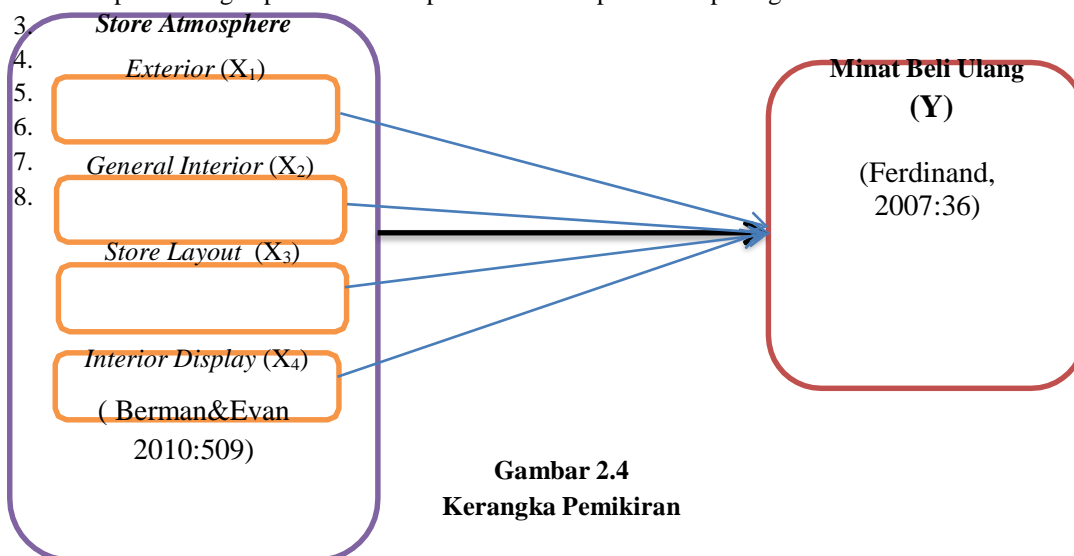 3.
Store Atmosphere
4.
Exterior (X₁)
5.
6.
7.
General Interior (X₂)
8.
Store Layout (X₃)
Interior Display (X₄)
( Berman&Evan
2010:509)
Minat Beli Ulang
(Y)
(Ferdinand,
2007:36)
Gambar 2.4
Kerangka Pemikiran